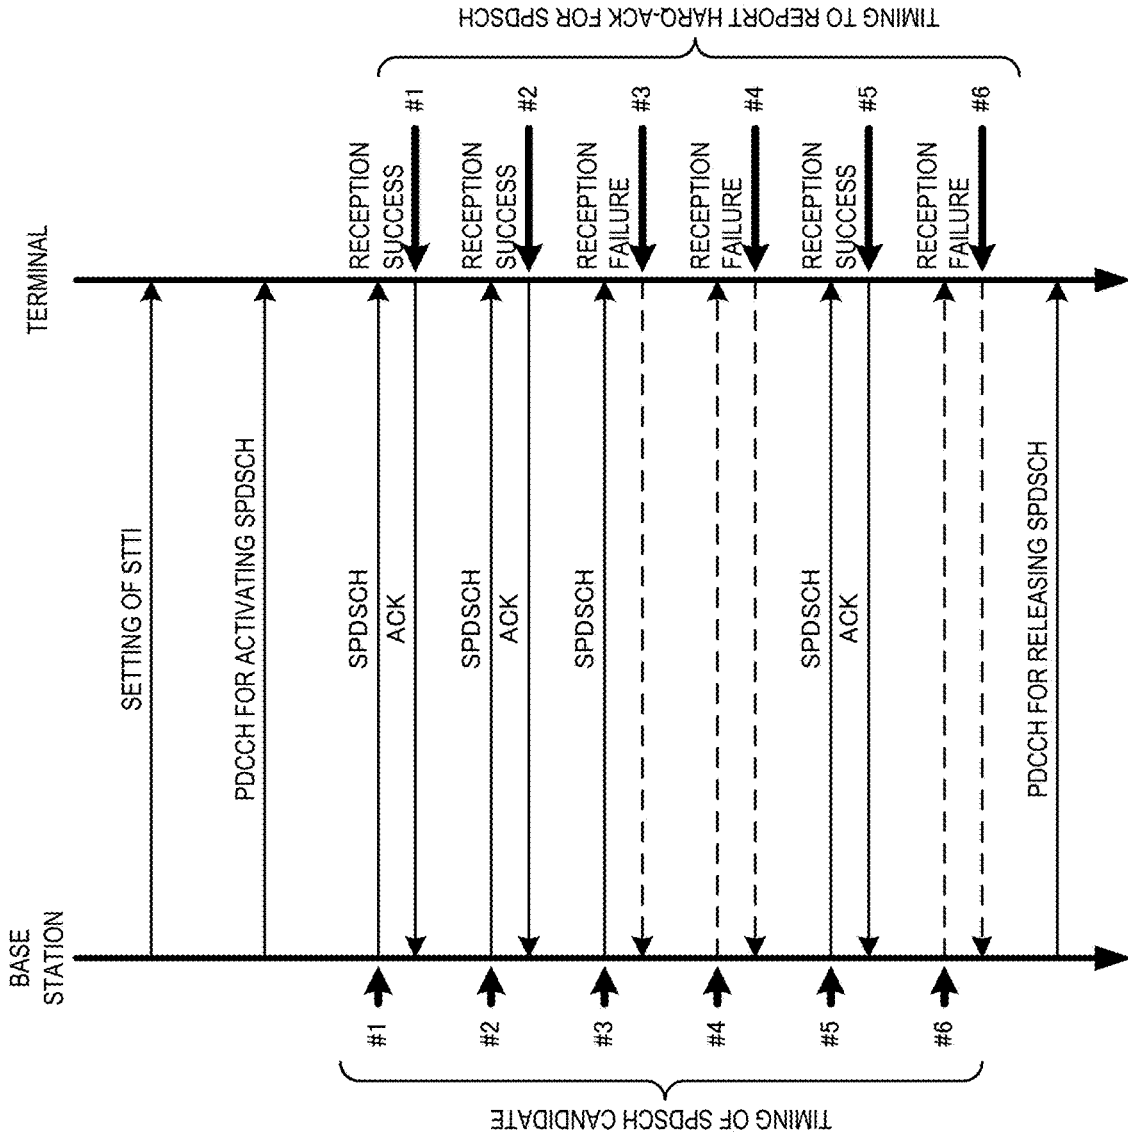 BASE
STATION
TERMINAL
SETTING OF STTI
PDCCH FOR ACTIVATING SPDSCH
TIMING OF SPDSCH CANDIDATE
TIMING TO REPORT HARQ-ACK FOR SPDSCH
#1
SPDSCH
ACK
RECEPTION
SUCCESS
#1
#2
SPDSCH
ACK
RECEPTION
SUCCESS
#2
#3
SPDSCH
RECEPTION
FAILURE
#3
#4
RECEPTION
FAILURE
#4
#5
SPDSCH
ACK
RECEPTION
SUCCESS
#5
#6
RECEPTION
FAILURE
#6
PDCCH FOR RELEASING SPDSCH